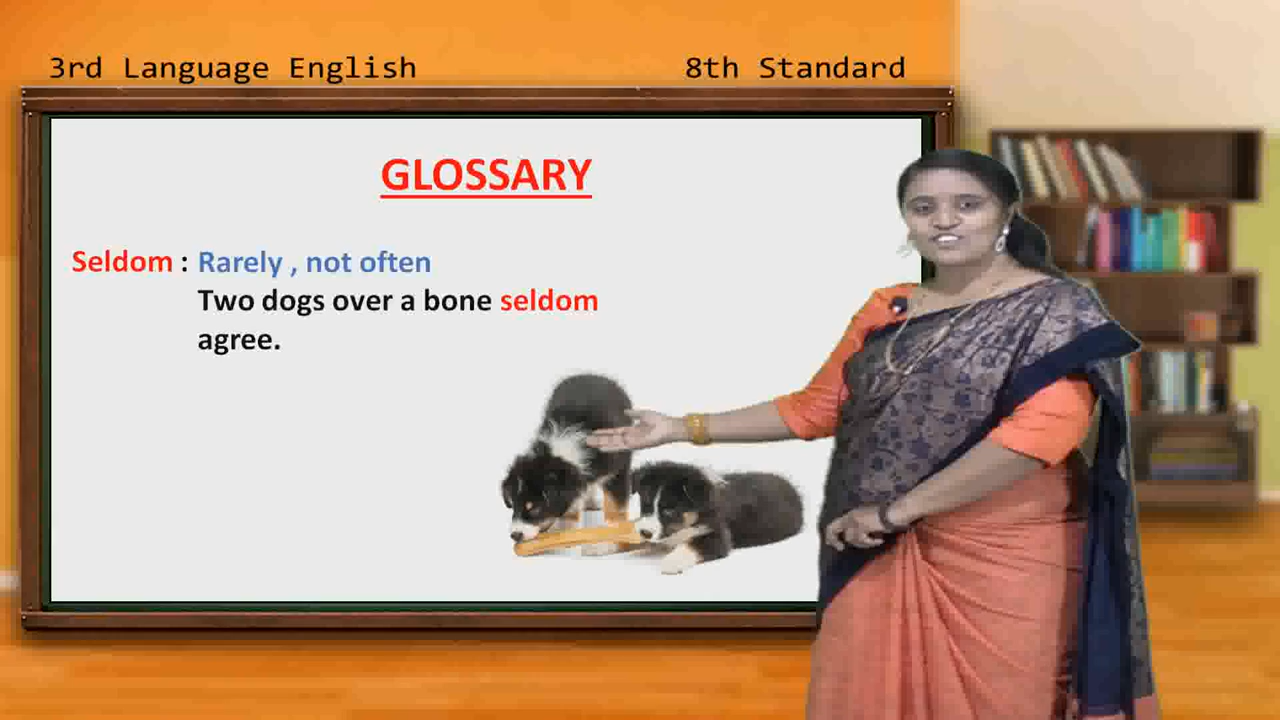 3rd Language English 8th Standard
GLOSSARY
Seldom : Rarely , not often
Two dogs over a bone seldom
agree.